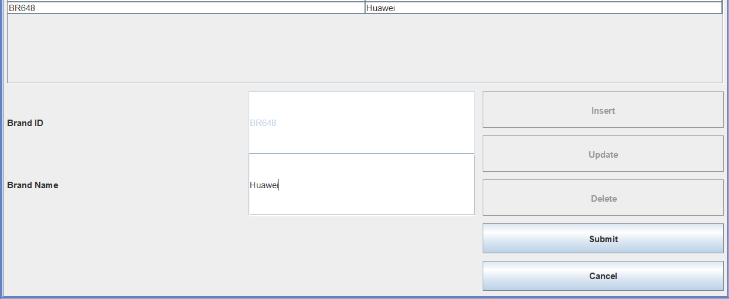 BR648 Huawei
Insert
Brand ID BR648
Update
Brand Name Huawei
Delete
Submit
Cancel